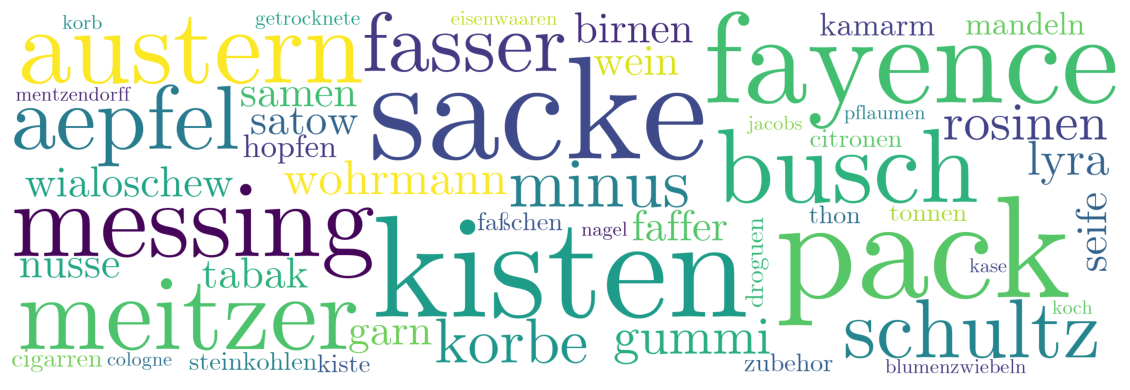 korb getrocknete eisenwaaren
austern fasser birnen kamarm mandeln
wein fayence
mentzendorff samen sacke pflaumen
aepfel satow jacobs citronen rosinen
hopfen busch lyra
wialoschew wohrmann minus
messing faßchen nagel faffer thon tonnen seife
nusse tabak kisten droguen pack kase
meitzer garn korbe gummi schultz koch
cigarren cologne steinkohlen kiste zubehor blumenzwiebeln